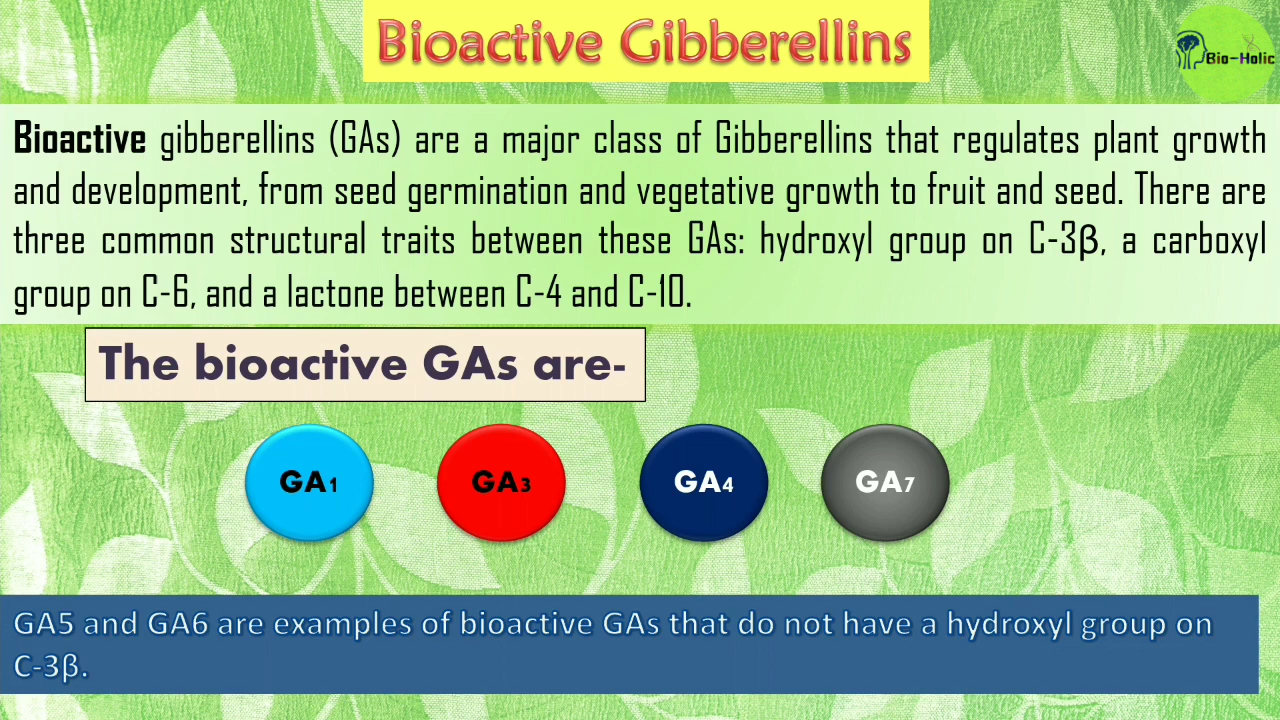 Bioactive Gibberellins
Bio-Holic
Bioactive gibberellins (GAs) are a major class of Gibberellins that regulates plant growth
and development, from seed germination and vegetative growth to fruit and seed. There are
three common structural traits between these GAs: hydroxyl group on C-3β, a carboxyl
group on C-6, and a lactone between C-4 and C-10.
The bioactive GAs are-
GA1
GA3
GA4
GA7
GA5 and GA6 are examples of bioactive GAs that do not have a hydroxyl group on
C-3β.